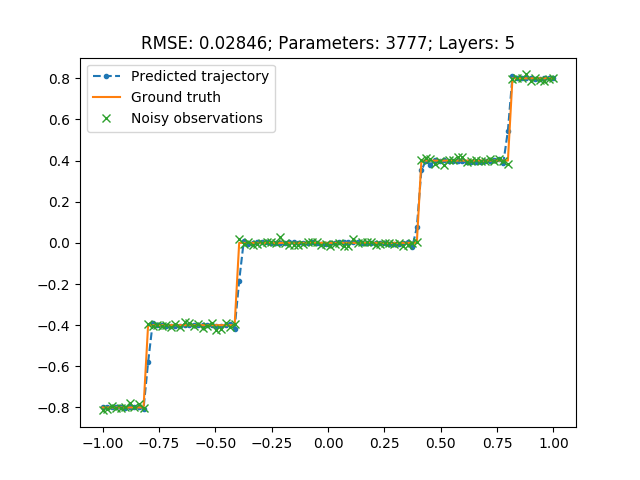 RMSE: 0.02846; Parameters: 3777; Layers: 5
Predicted trajectory
Ground truth
Noisy observations
0.8
0.6
0.4
0.2
0.0
−0.2
−0.4
−0.6
−0.8
−1.00 −0.75 −0.50 −0.25 0.00 0.25 0.50 0.75 1.00